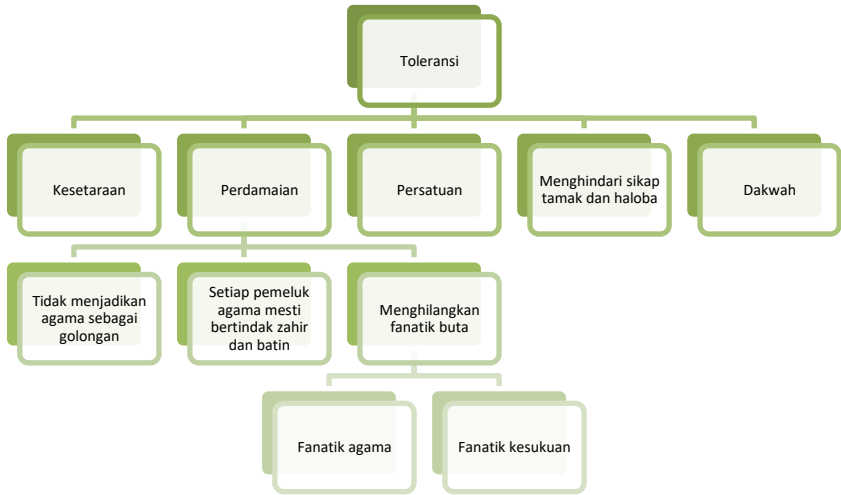 Toleransi
Kesetaraan
Perdamaian
Persatuan
Menghindari sikap
tamak dan haloba
Dakwah
Tidak menjadikan
agama sebagai
golongan
Setiap pemeluk
agama mesti
bertindak zahir
dan batin
Menghilangkan
fanatik buta
Fanatik agama
Fanatik kesukuan